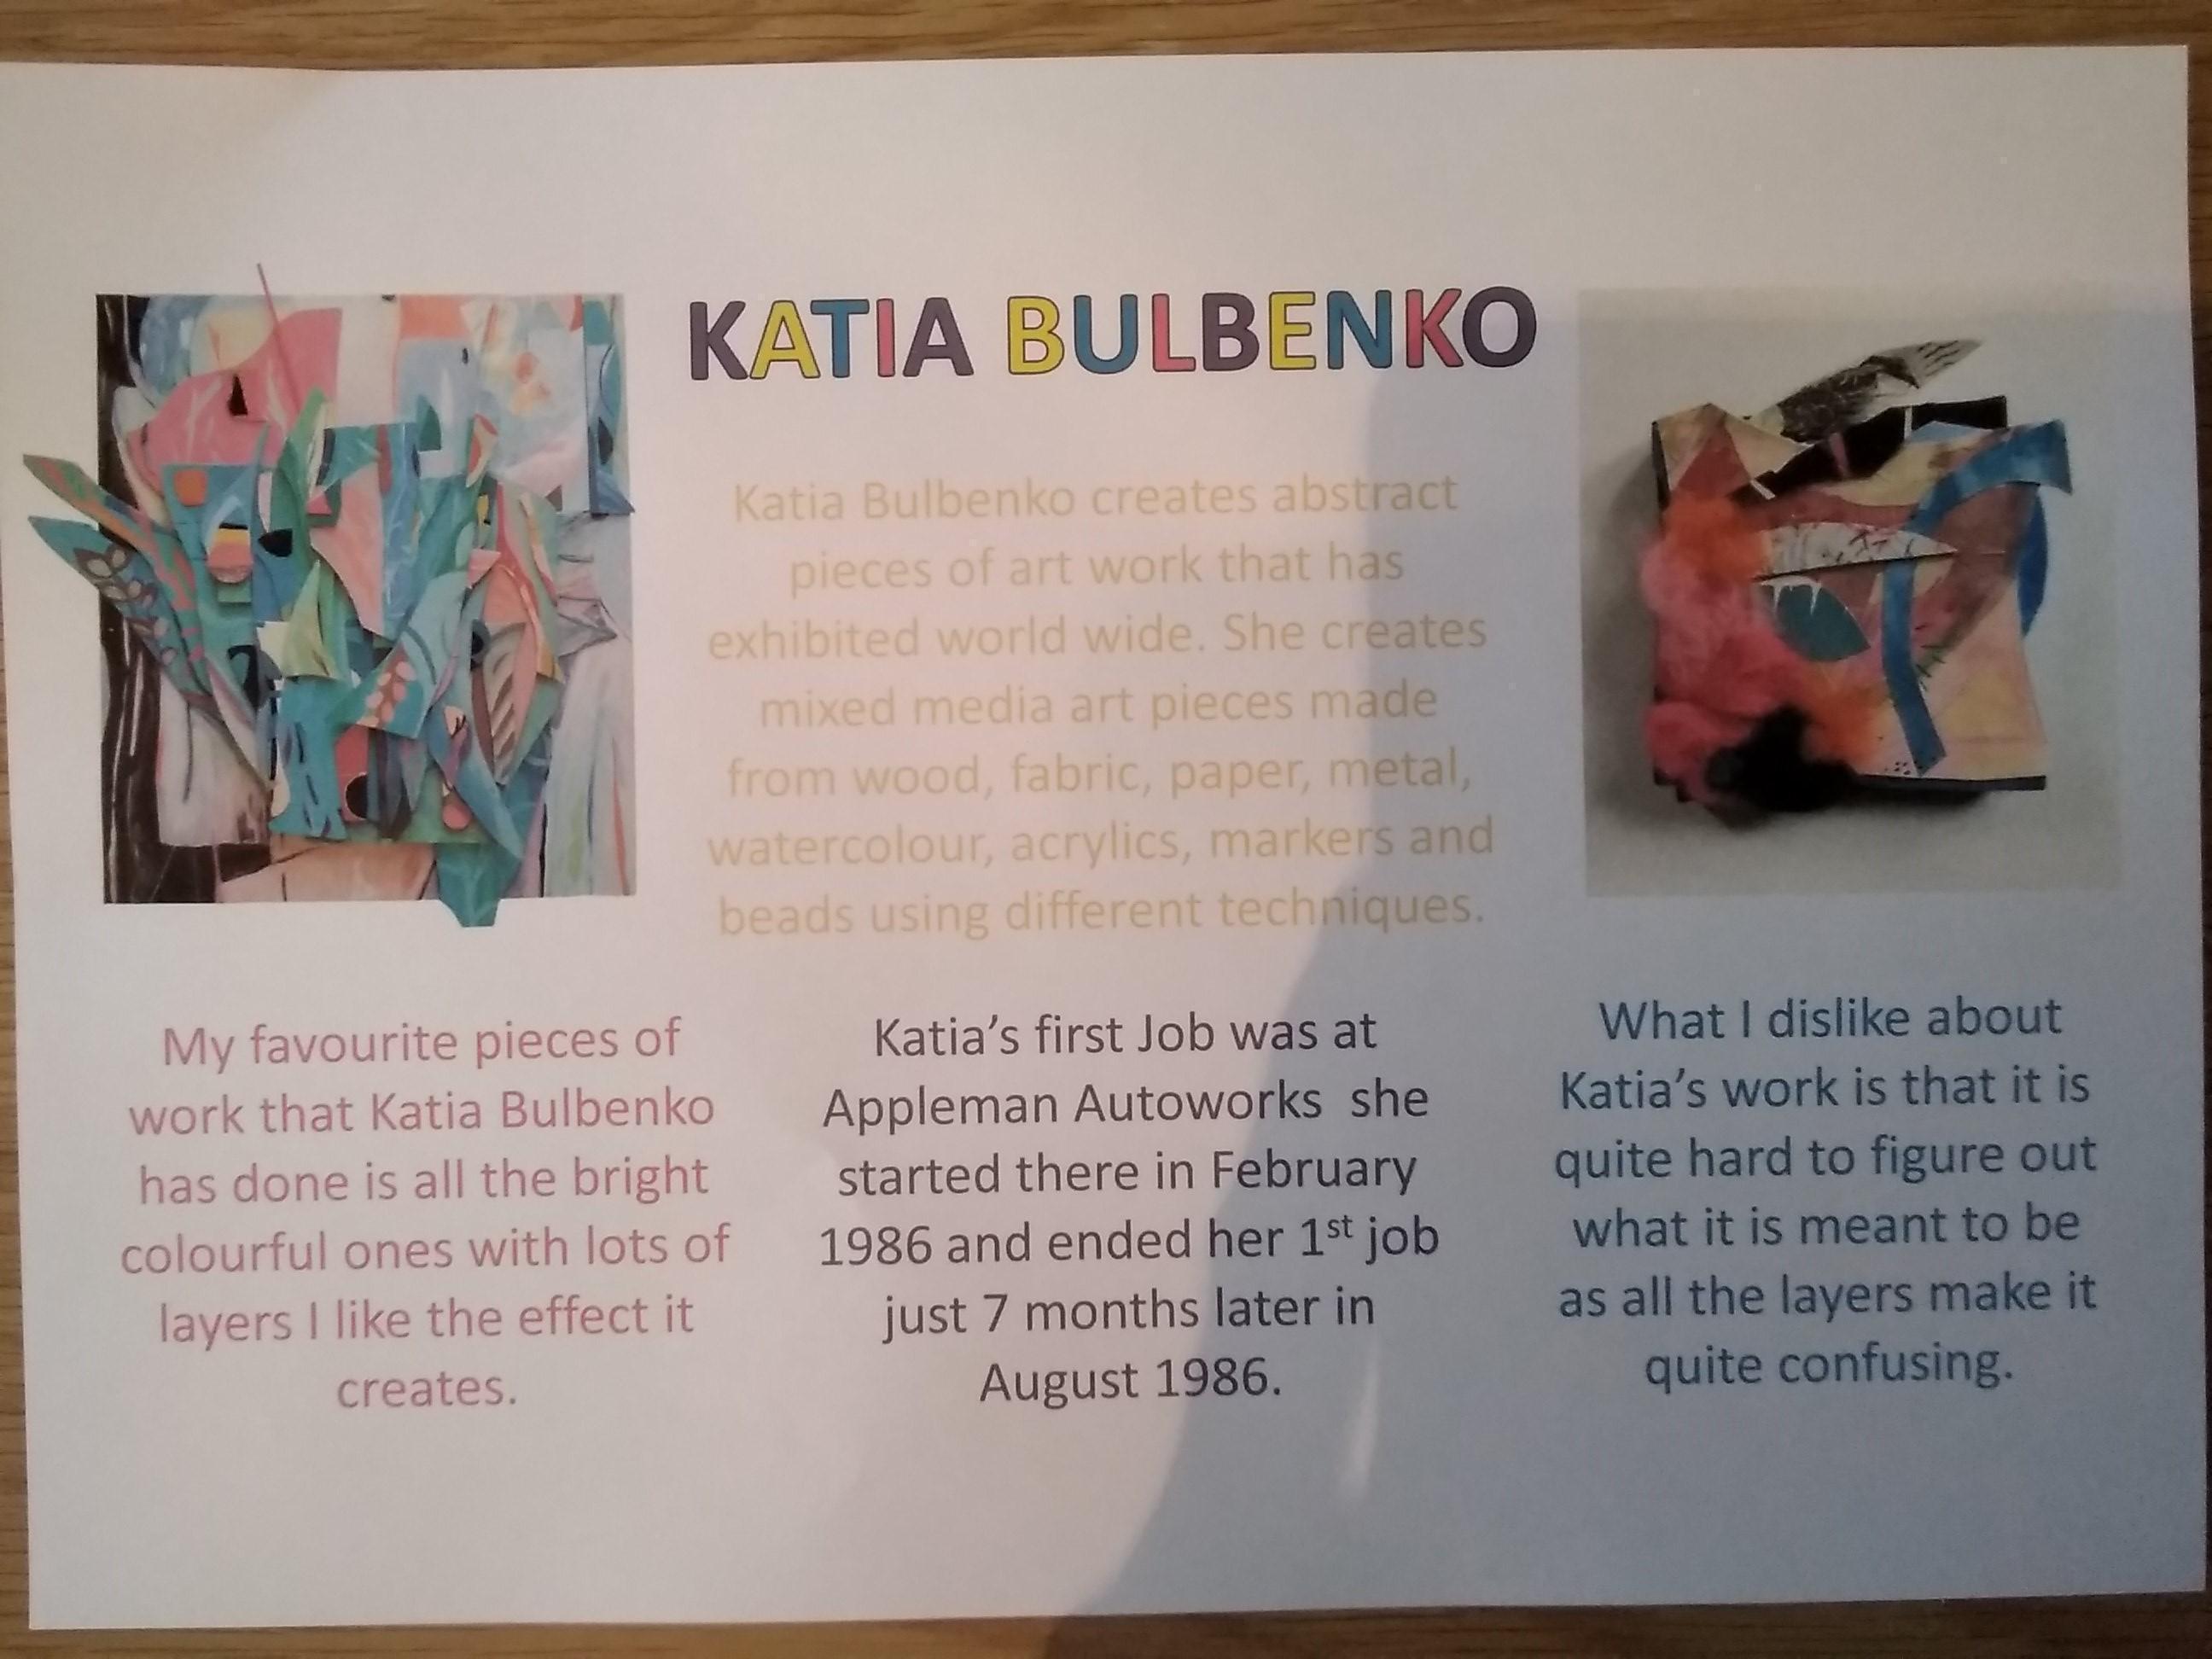 KATIA BULBENKO
Katia Bulbenko creates abstract
pieces of art work that has
exhibited world wide. She creates
mixed media art pieces made
from wood, fabric, paper, metal,
watercolour, acrylics, markers and
beads using different techniques.
My favourite pieces of
work that Katia Bulbenko
has done is all the bright
colourful ones with lots of
layers I like the effect it
creates.
Katia’s first Job was at
Appleman Autoworks  she
started there in February
1986 and ended her 1st job
just 7 months later in
August 1986.
What I dislike about
Katia’s work is that it is
quite hard to figure out
what it is meant to be
as all the layers make it
quite confusing.